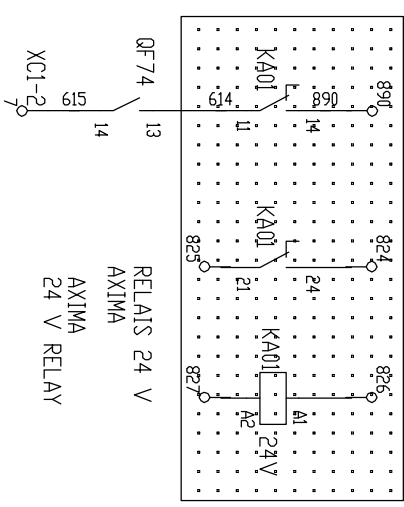 890
824
826
890
14
24
A1
KA01
KA01
KA01
24V
11
21
A2
614
825
827
QF74
13
14
615
XC1-2
7
RELAIS 24 V
AXIMA
AXIMA
24 V RELAY